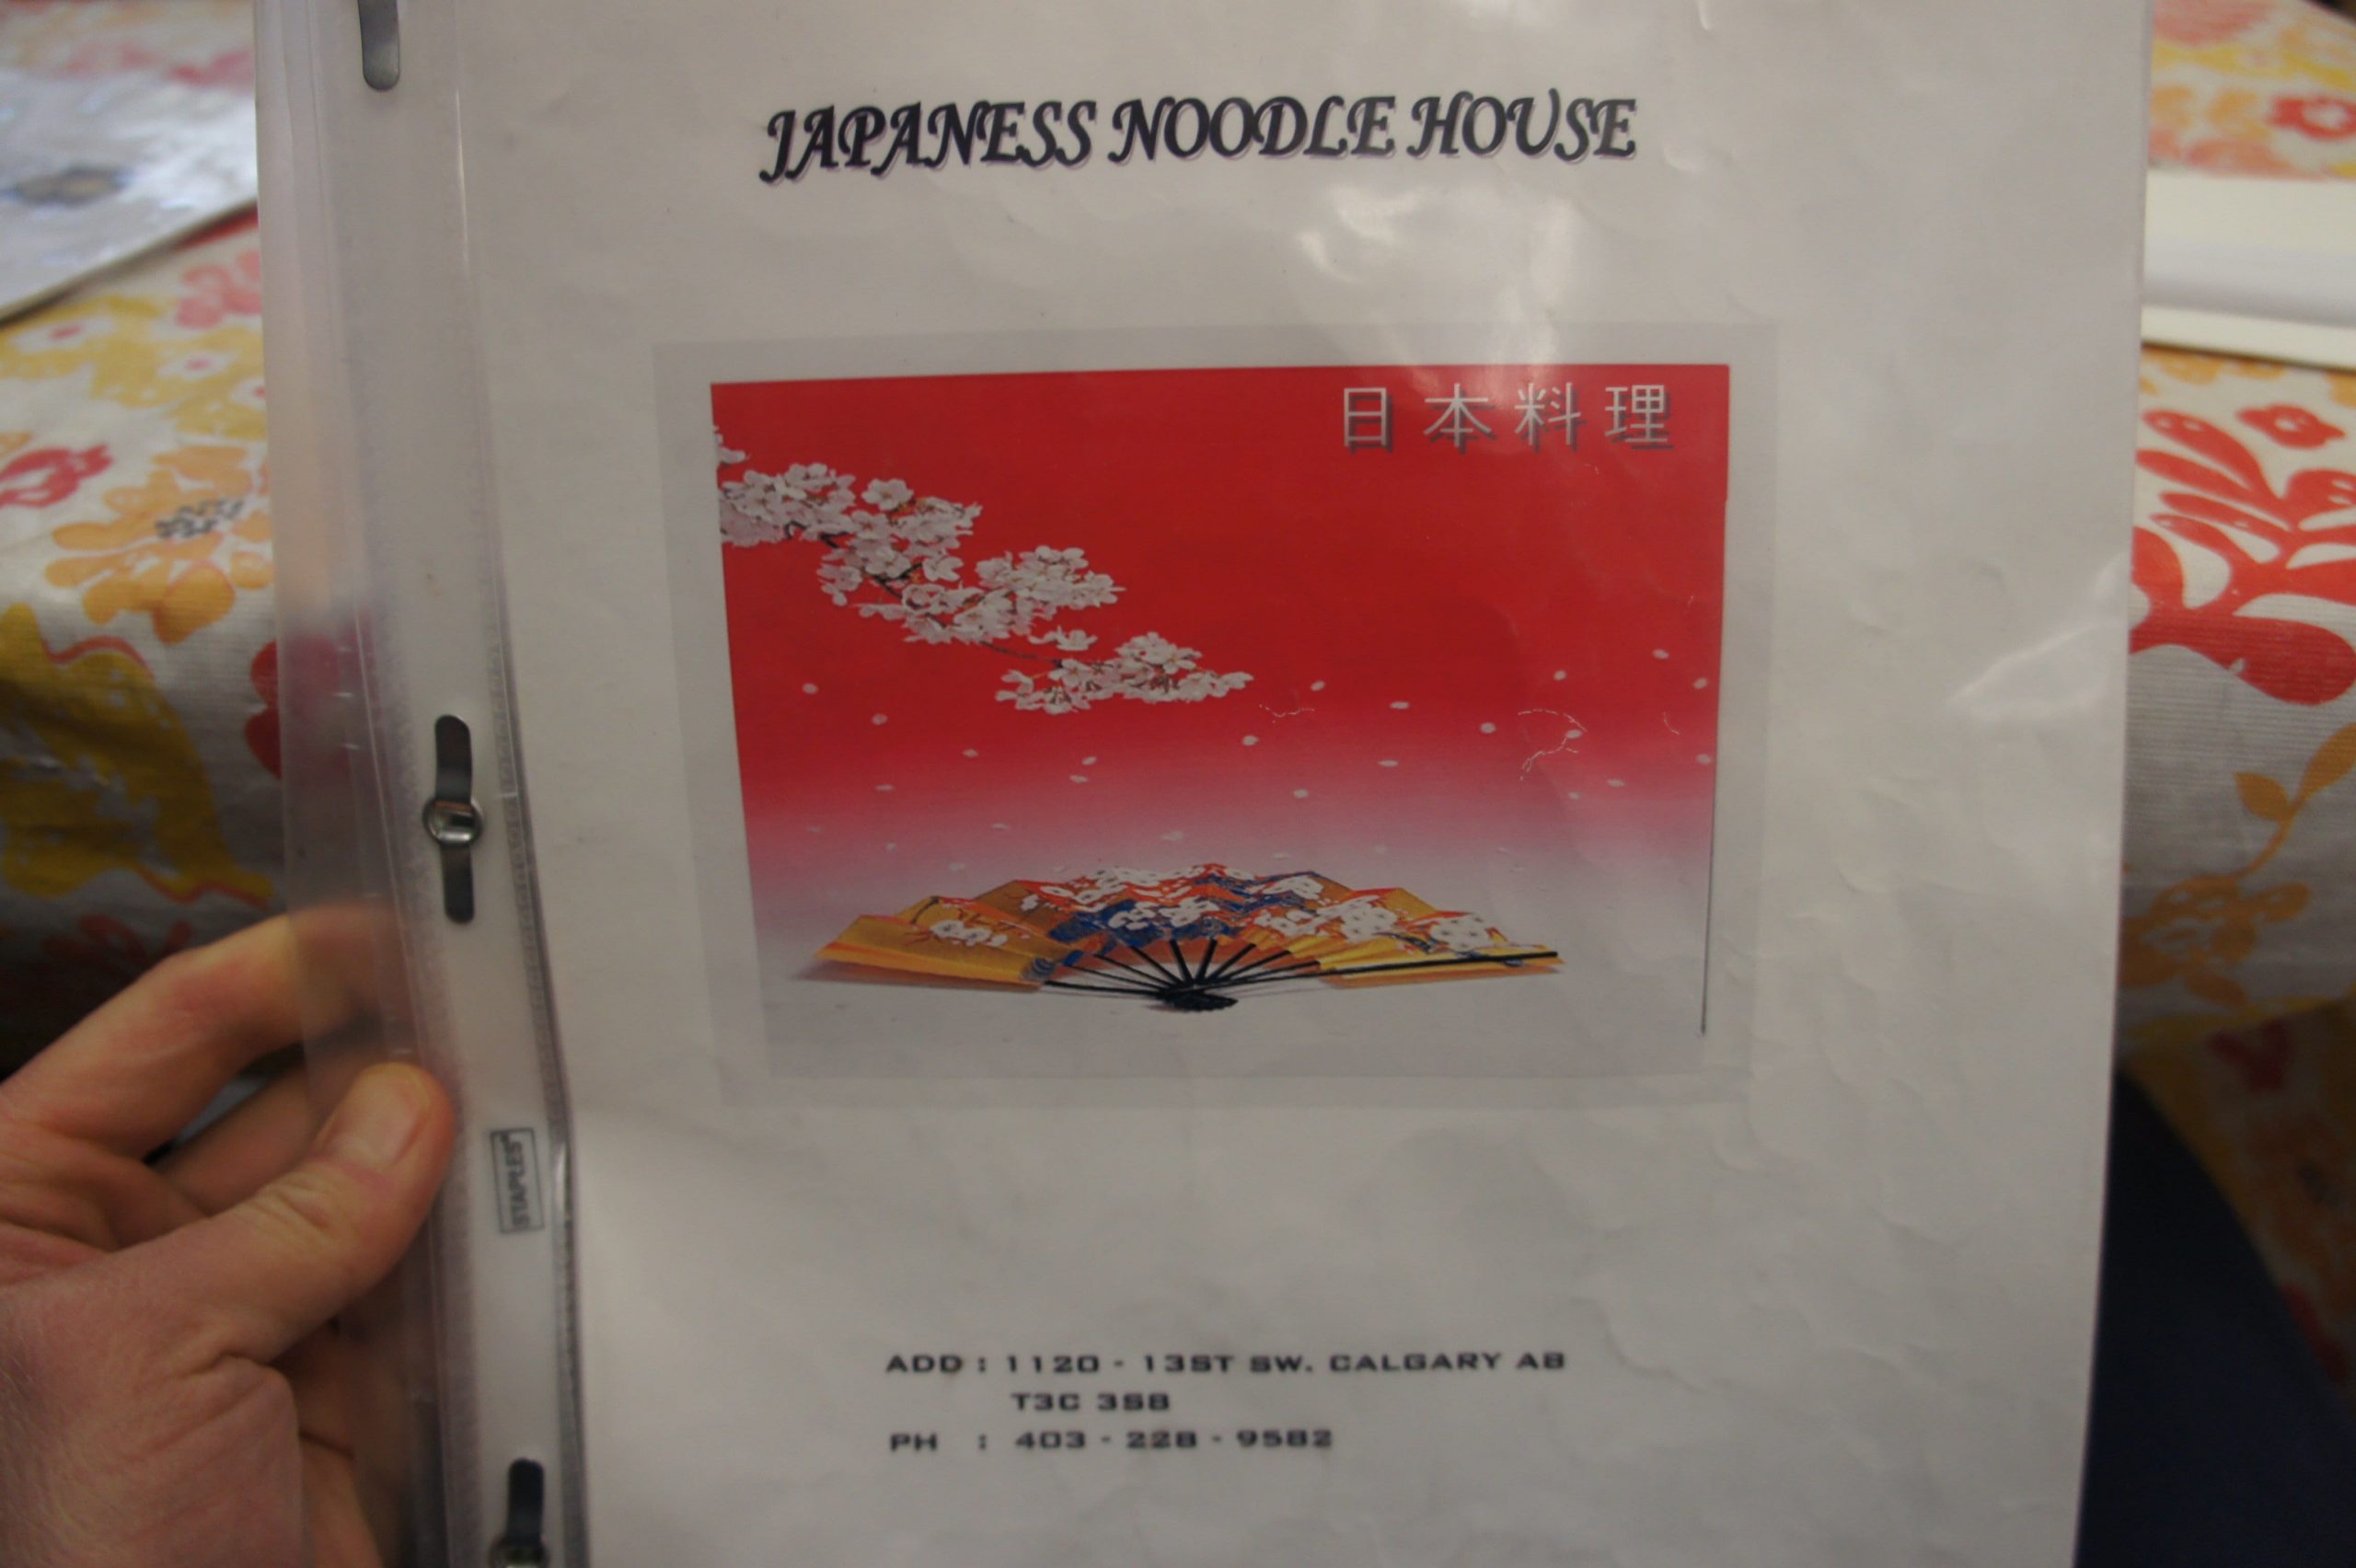 JAPANESS NOODLE HOUSE
日本料理
STAPLES
ADD : 1120 - 13ST SW. CALGARY AB
T3C 3S8
PH : 403 - 228 - 9582